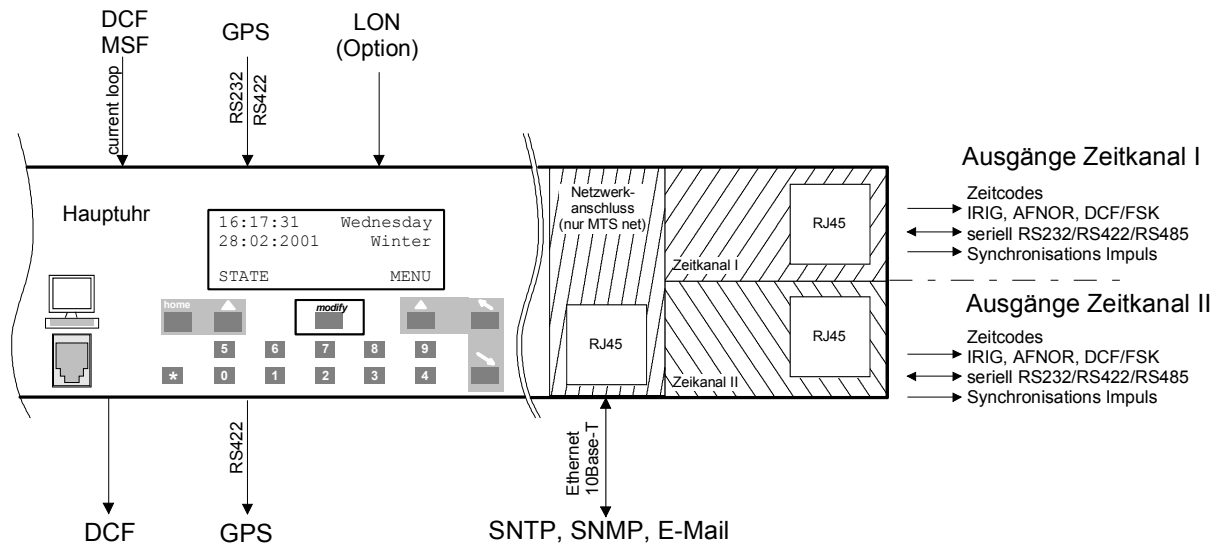 DCF
MSF
GPS
LON
(Option)
current loop
RS232
RS422
Hauptuhr
16:17:31 Wednesday
28:02:2001 Winter
STATE MENU
home
modify
5 6 7 8 9
* 0 1 2 3 4
Netzwerk-
anschluss
(nur MTS net)
RJ45
RJ45
Zeitkanal I
RJ45
Zeikanal II
Ausgänge Zeitkanal I
Zeitcodes
IRIG, AFNOR, DCF/FSK
seriell RS232/RS422/RS485
Synchronisations Impuls
Ausgänge Zeitkanal II
Zeitcodes
IRIG, AFNOR, DCF/FSK
seriell RS232/RS422/RS485
Synchronisations Impuls
RS422
Ethernet
10Base-T
DCF
GPS
SNTP, SNMP, E-Mail